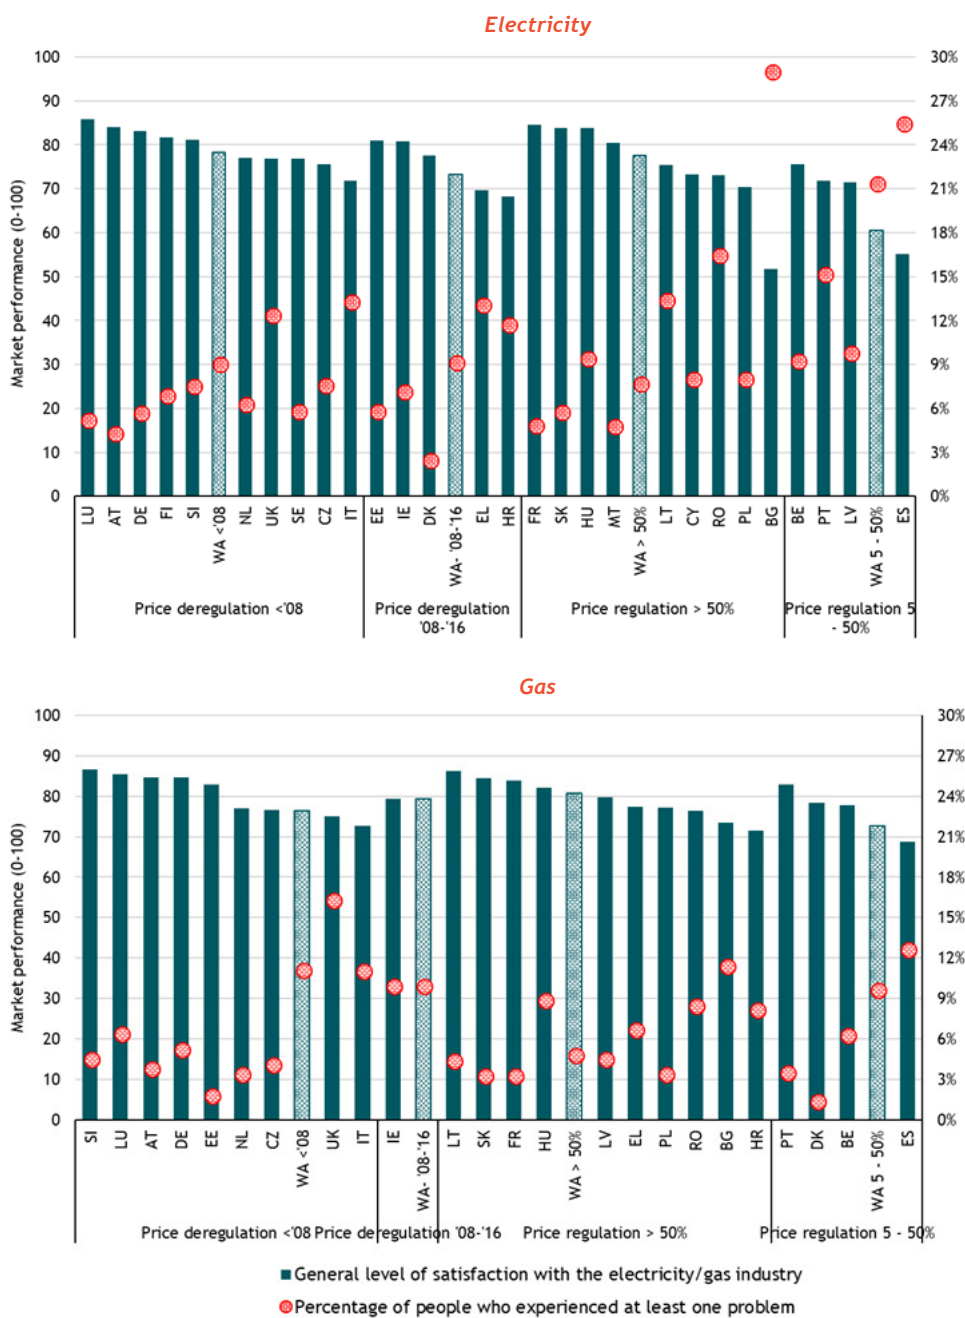 Electricity
Market performance (0-100)
100 30%
90 27%
80 24%
70 21%
60 18%
50 15%
40 12%
30 9%
20 6%
10 3%
0 0%
LU AT DE FI SI WA <'08 NL UK SE CZ IT EE IE DK WA- '08-'16 EL HR FR SK HU MT WA > 50% LT CY RO PL BG BE PT LV WA 5 - 50% ES
Price deregulation <'08 Price deregulation Price regulation > 50% Price regulation 5
'08-'16 - 50%
Gas
Market performance (0-100)
100 30%
90 27%
80 24%
70 21%
60 18%
50 15%
40 12%
30 9%
20 6%
10 3%
0 0%
SI LU AT DE EE NL CZ WA <'08 UK IT IE WA- '08-'16 LT SK FR HU WA > 50% LV EL PL RO BG HR PT DK BE WA 5 - 50% ES
Price deregulation <'08 Price deregulation '08-'16 Price regulation > 50% Price regulation 5 - 50%
General level of satisfaction with the electricity/gas industry
Percentage of people who experienced at least one problem